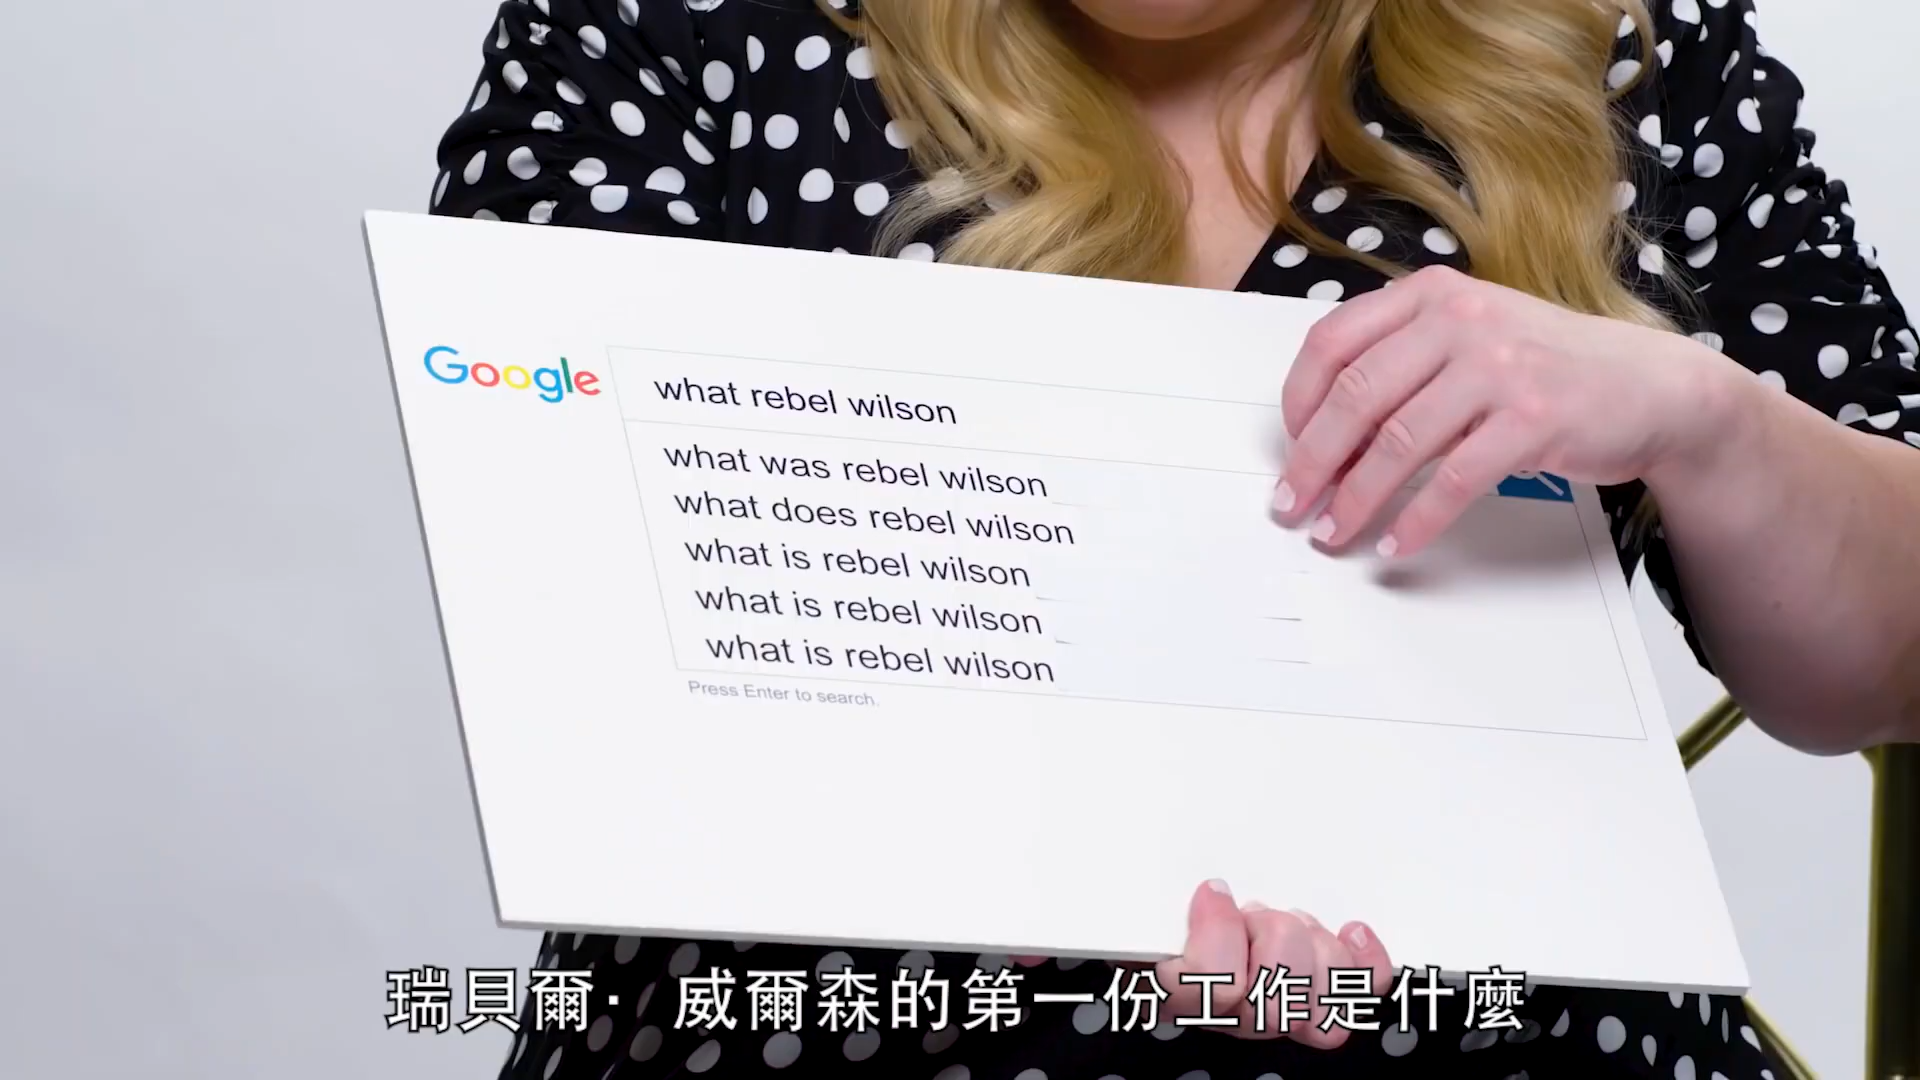 Google
what rebel wilson
what was rebel wilson
what does rebel wilson
what is rebel wilson
what is rebel wilson
what is rebel wilson
Press Enter to search.
瑞貝爾· 威爾森的第一份工作是什麼